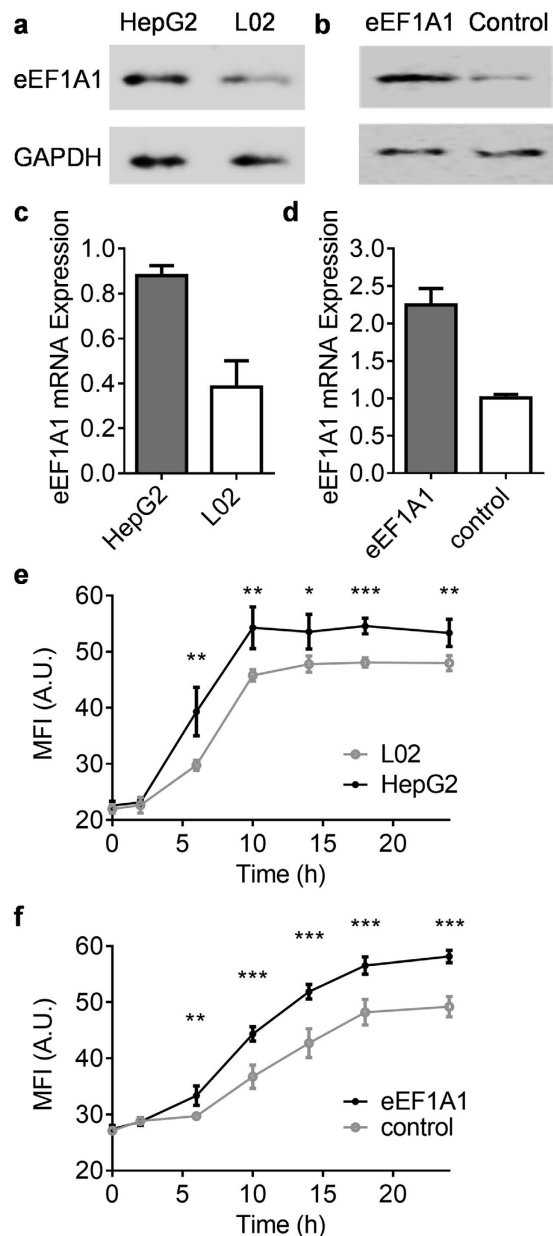 a HepG2 L02
eEF1A1
GAPDH
b eEF1A1 Control
c
eEF1A1 mRNA Expression
1.0
0.8
0.6
0.4
0.2
0.0
HepG2
L02
d
eEF1A1 mRNA Expression
3.0
2.5
2.0
1.5
1.0
0.5
0.0
eEF1A1
control
e
MFI (A.U.)
60
50
40
30
20
** ** * *** **
L02
HepG2
0 5 10 15 20
Time (h)
f
MFI (A.U.)
60
50
40
30
20
** *** *** *** ***
eEF1A1
control
0 5 10 15 20
Time (h)